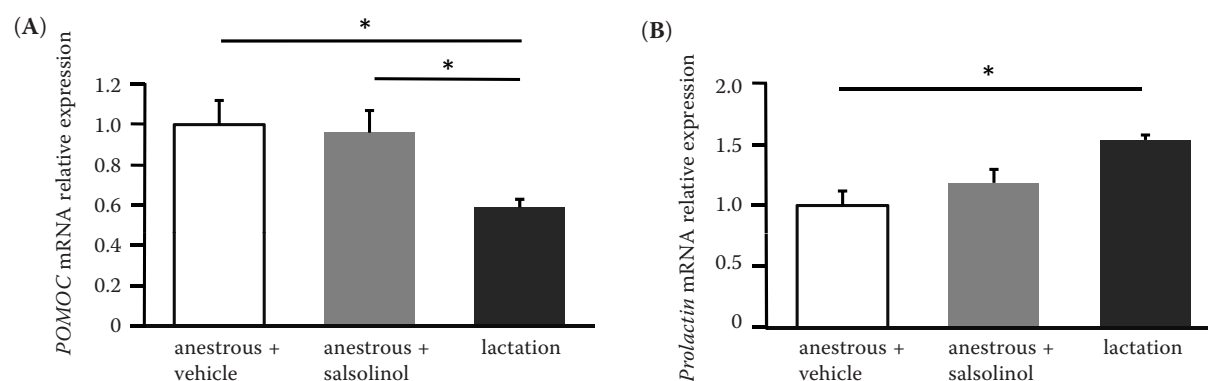 (A)
POMOC mRNA relative expression
*
*
1.2
1.0
0.8
0.6
0.4
0.2
0
anestrous +
vehicle
anestrous +
salsolinol
lactation
(B)
Prolactin mRNA relative expression
*
2.0
1.5
1.0
0.5
0
anestrous +
vehicle
anestrous +
salsolinol
lactation